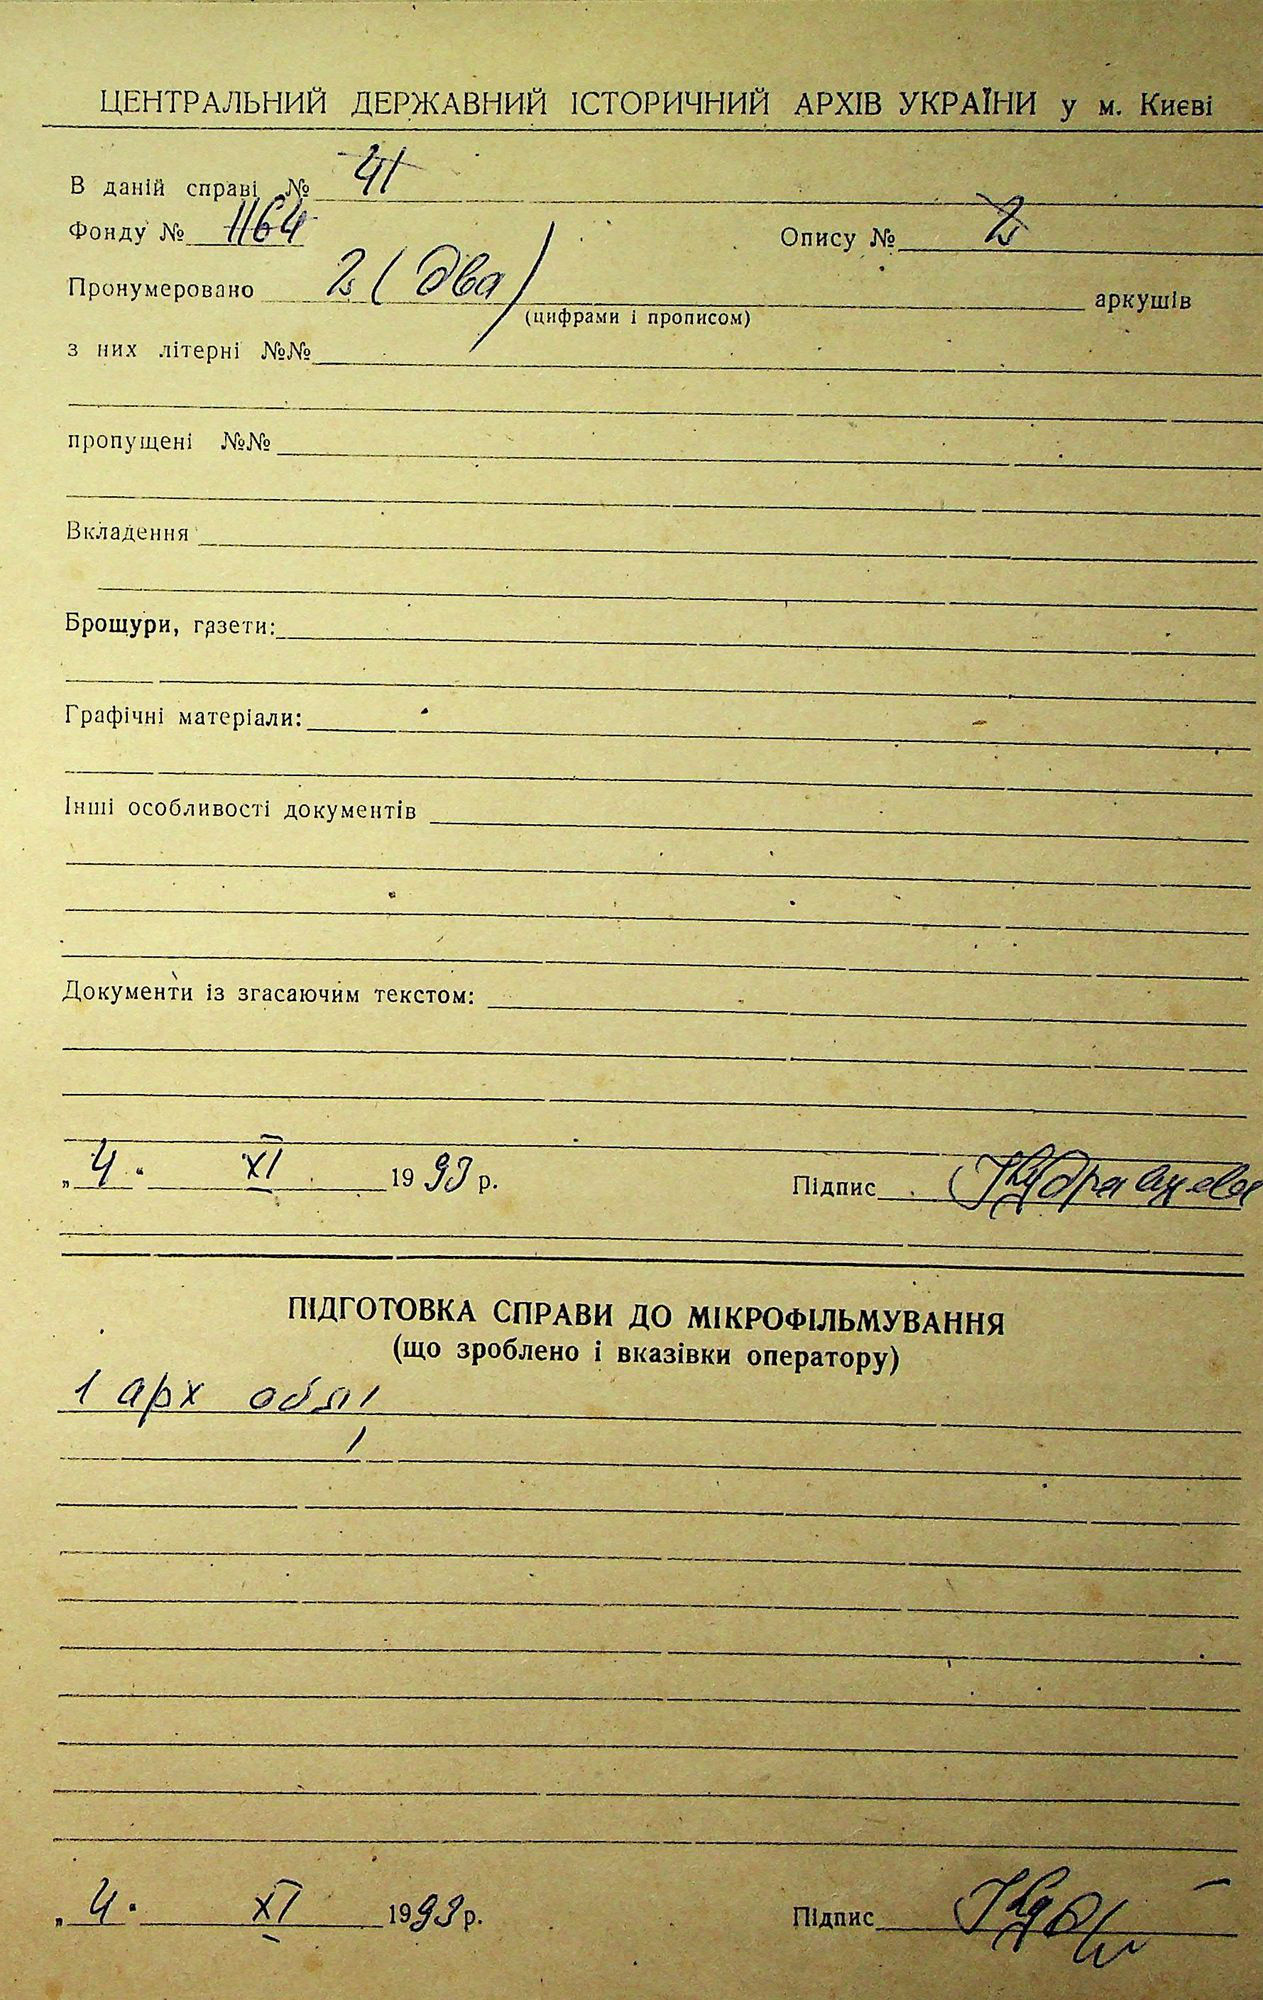 ЦЕНТРАЛЬНИЙ ДЕРЖАВНИЙ ІСТОРИЧНИЙ АРХІВ УКРАЇНИ у м. Києві
В даній справі № 41
Фонду № 1164 Опису № 2
Пронумеровано 2 (два) аркушів
(цифрами і прописом)
з них літерні №№
пропущені №№
Вкладення
Брошури, газети:
Графічні матеріали:
Інші особливості документів
Документи із згасаючим текстом:
„4" XI 1993 р.
Підпис
ПІДГОТОВКА СПРАВИ ДО МІКРОФІЛЬМУВАННЯ
(що зроблено і вказівки оператору)
1 арх
„4" XI 1993 р.
Підпис